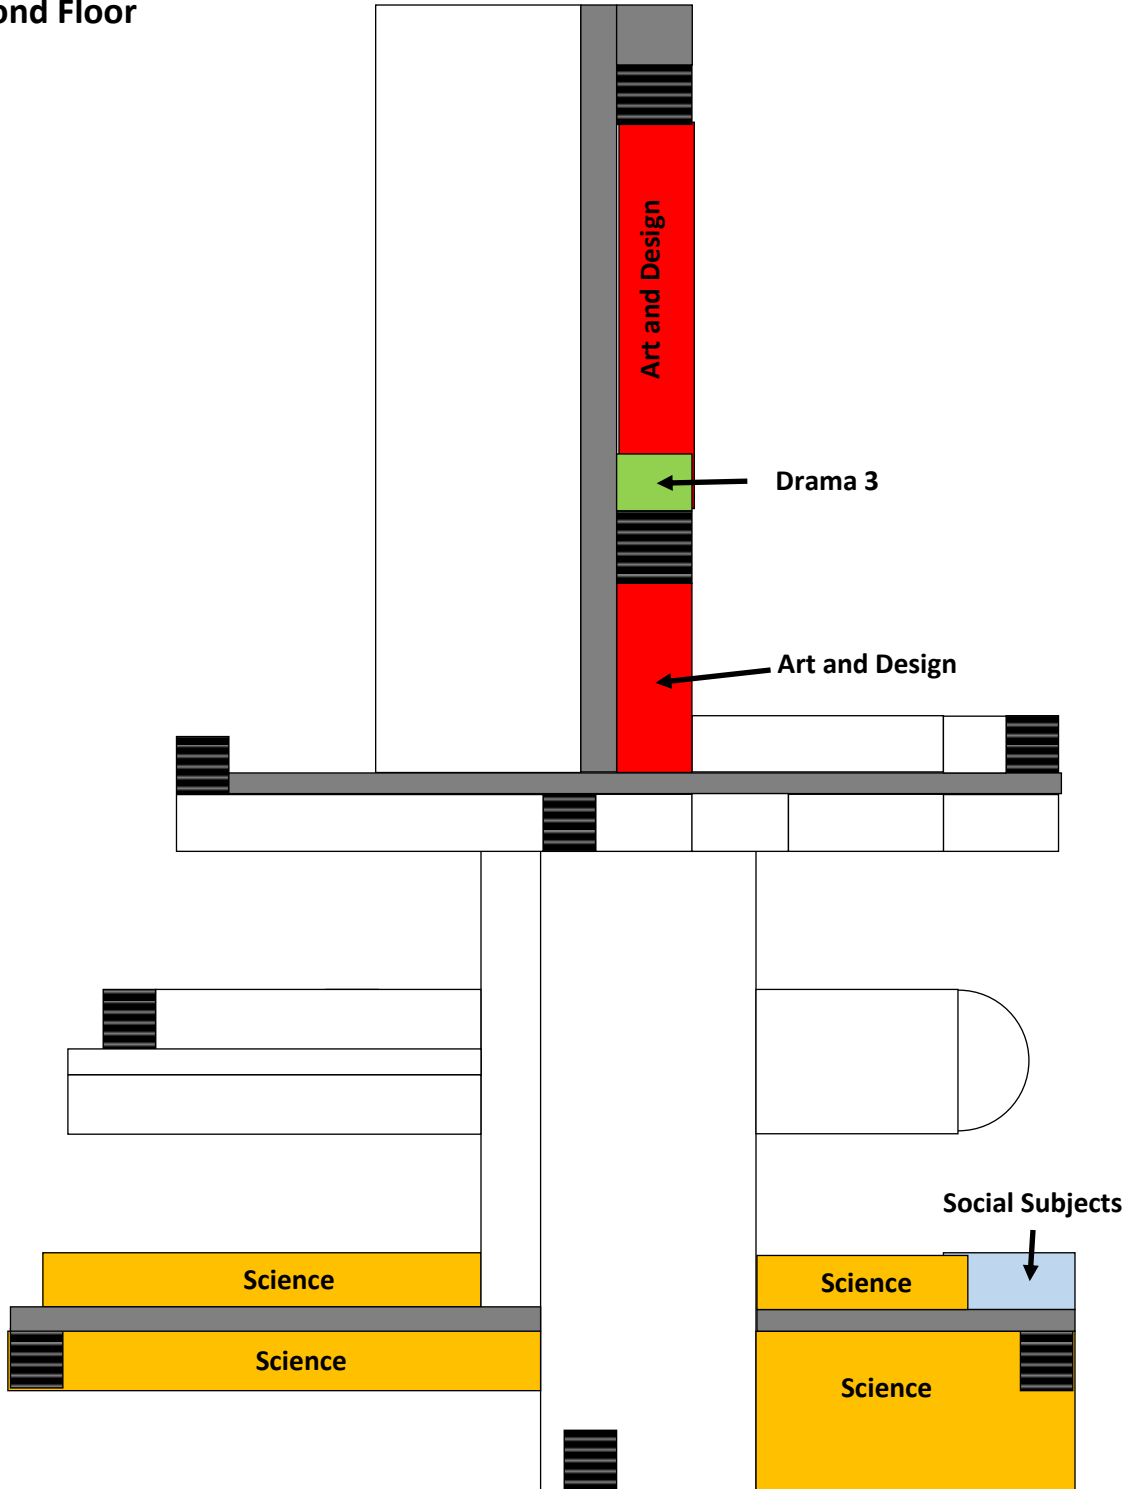 ond Floor
Art and Design
Drama 3
Art and Design
Social Subjects
Science
Science
Science
Science